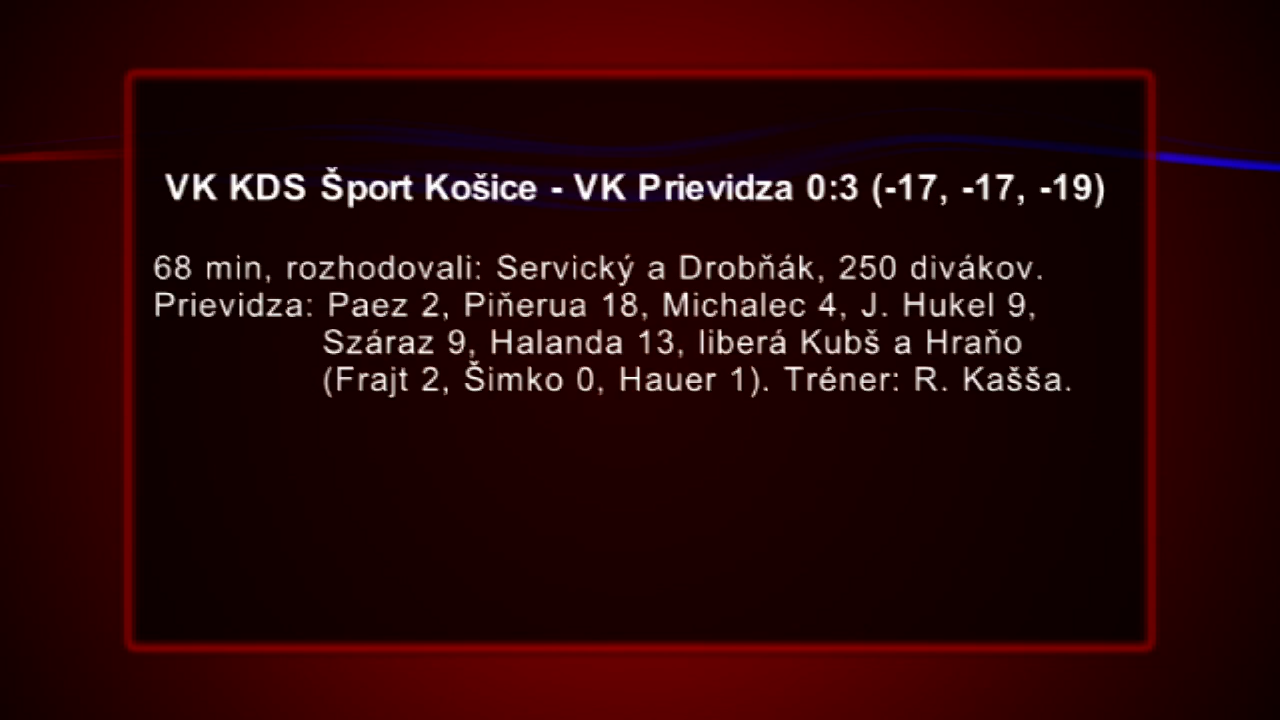 VK KDS Šport Košice - VK Prievidza 0:3 (-17, -17, -19)
68 min, rozhodovali: Servický a Drobňák, 250 divákov.
Prievidza: Paez 2, Piňerua 18, Michalec 4, J. Hukel 9,
Száraz 9, Halanda 13, liberá Kubš a Hraňo
(Frajt 2, Šimko 0, Hauer 1). Tréner: R. Kašša.